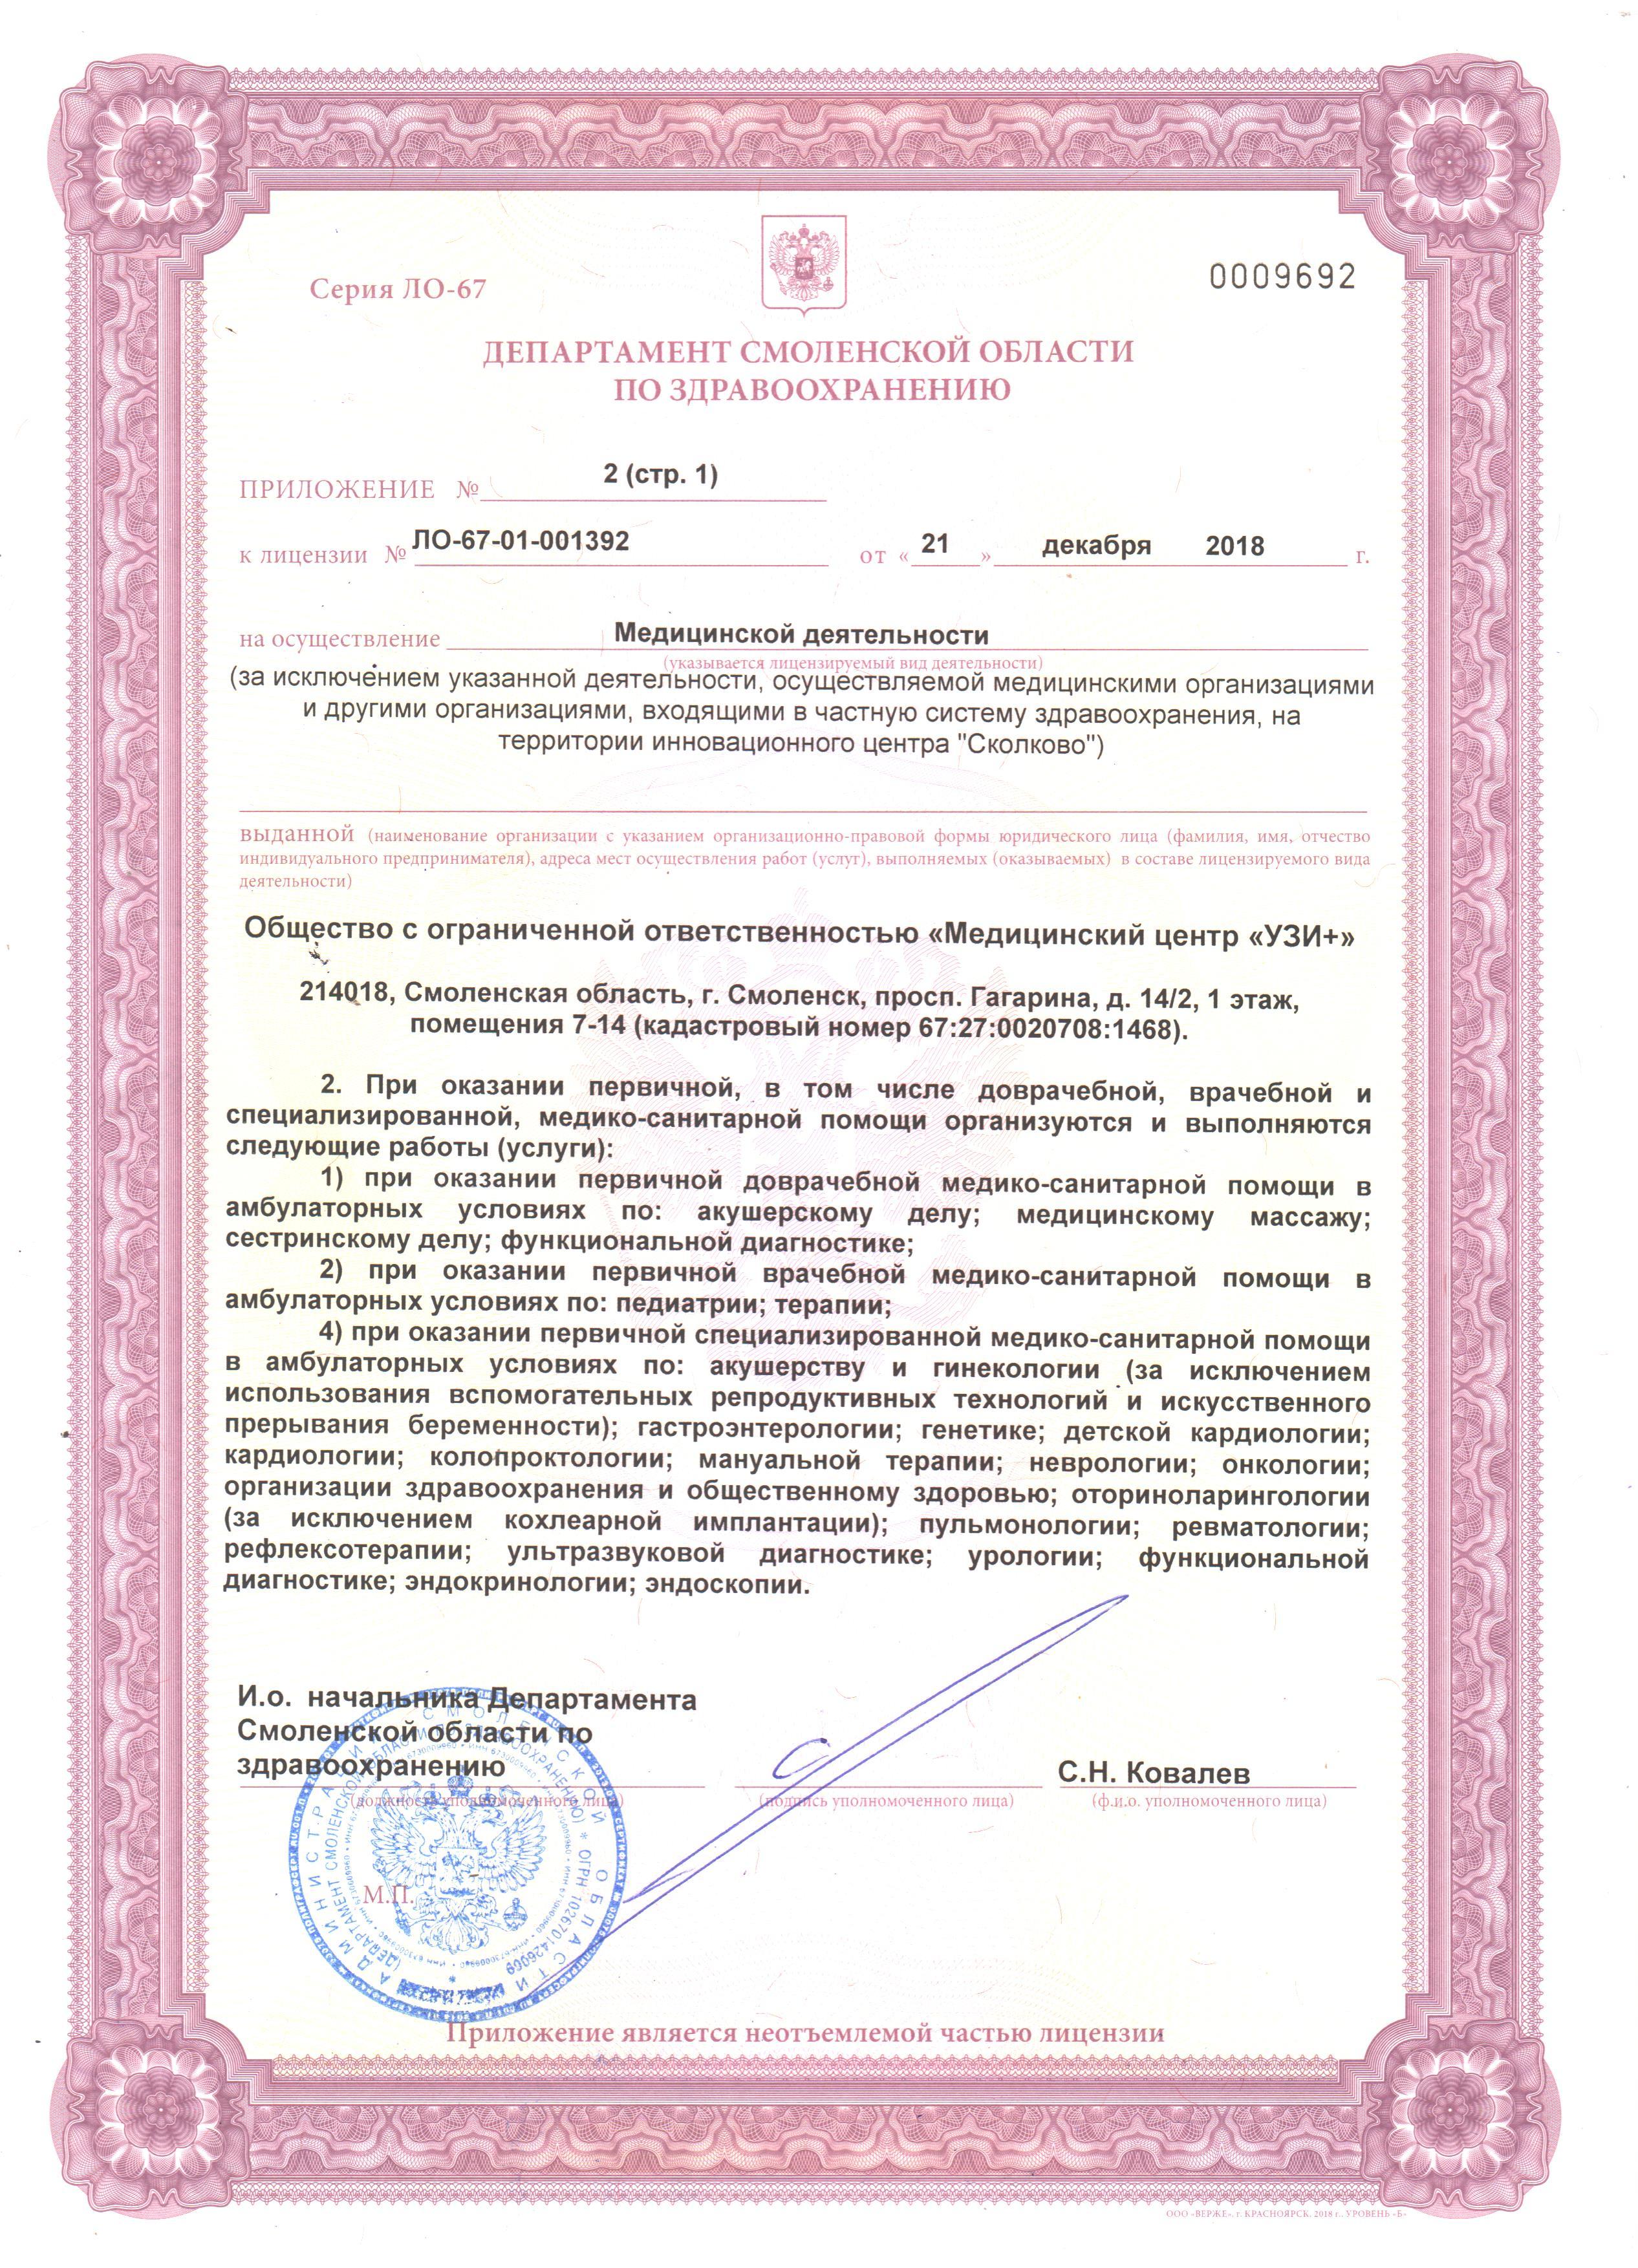 Серия ЛО-67
0009692
ДЕПАРТАМЕНТ СМОЛЕНСКОЙ ОБЛАСТИ
ПО ЗДРАВООХРАНЕНИЮ
ПРИЛОЖЕНИЕ № 2 (стр. 1)
к лицензии № ЛО-67-01-001392 от « 21 » декабря 2018 г.
на осуществление Медицинской деятельности
(указывается лицензируемый вид деятельности)
(за исключением указанной деятельности, осуществляемой медицинскими организациями
и другими организациями, входящими в частную систему здравоохранения, на
территории инновационного центра "Сколково")
выданной (наименование организации с указанием организационно-правовой формы юридического лица (фамилия, имя, отчество
индивидуального предпринимателя), адреса мест осуществления работ (услуг), выполняемых (оказываемых) в составе лицензируемого вида
деятельности)
Общество с ограниченной ответственностью «Медицинский центр «УЗИ+»
214018, Смоленская область, г. Смоленск, просп. Гагарина, д. 14/2, 1 этаж,
помещения 7-14 (кадастровый номер 67:27:0020708:1468).
2. При оказании первичной, в том числе доврачебной, врачебной и
специализированной, медико-санитарной помощи организуются и выполняются
следующие работы (услуги):
1) при оказании первичной доврачебной медико-санитарной помощи в
амбулаторных условиях по: акушерскому делу; медицинскому массажу;
сестринскому делу; функциональной диагностике;
2) при оказании первичной врачебной медико-санитарной помощи в
амбулаторных условиях по: педиатрии; терапии;
4) при оказании первичной специализированной медико-санитарной помощи
в амбулаторных условиях по: акушерству и гинекологии (за исключением
использования вспомогательных репродуктивных технологий и искусственного
прерывания беременности); гастроэнтерологии; генетике; детской кардиологии;
кардиологии; колопроктологии; мануальной терапии; неврологии; онкологии;
организации здравоохранения и общественному здоровью; оториноларингологии
(за исключением кохлеарной имплантации); пульмонологии; ревматологии;
рефлексотерапии; ультразвуковой диагностике; урологии; функциональной
диагностике; эндокринологии; эндоскопии.
И.о. начальника Департамента
Смоленской области по
здравоохранению
С.Н. Ковалев
(должность уполномоченного лица) (подпись уполномоченного лица) (ф.и.о. уполномоченного лица)
М.П.
АДМИНИСТРАЦИЯ СМОЛЕНСКОЙ ОБЛАСТИ
(ДЕПАРТАМЕНТ СМОЛЕНСКОЙ ОБЛАСТИ ПО ЗДРАВООХРАНЕНИЮ) * ОГРН 1026701426069
Приложение является неотъемлемой частью лицензии
ООО «ВЕРЖЕ», г. КРАСНОЯРСК, 2018 г., УРОВЕНЬ «Б»